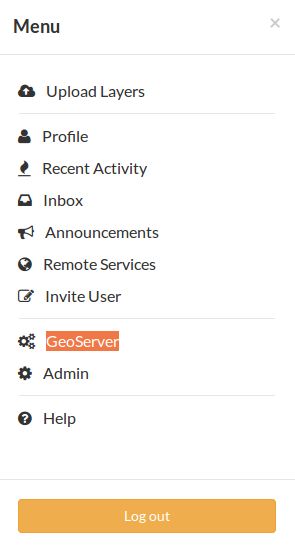 Menu
×
Upload Layers
Profile
Recent Activity
Inbox
Announcements
Remote Services
Invite User
GeoServer
Admin
Help
Log out